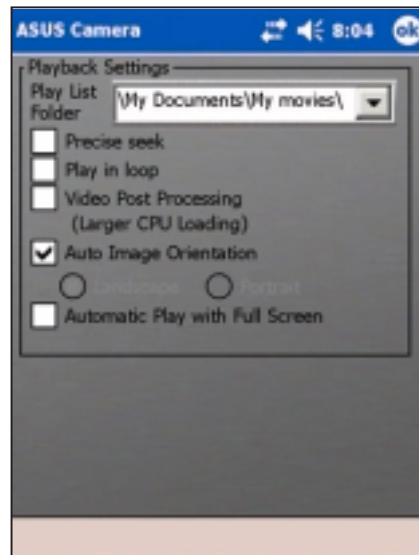 ASUS Camera 8:04 ok
Playback Settings
Play List Folder \My Documents\My movies\
Precise seek
Play in loop
Video Post Processing
(Larger CPU Loading)
Auto Image Orientation
Landscape Portrait
Automatic Play with Full Screen